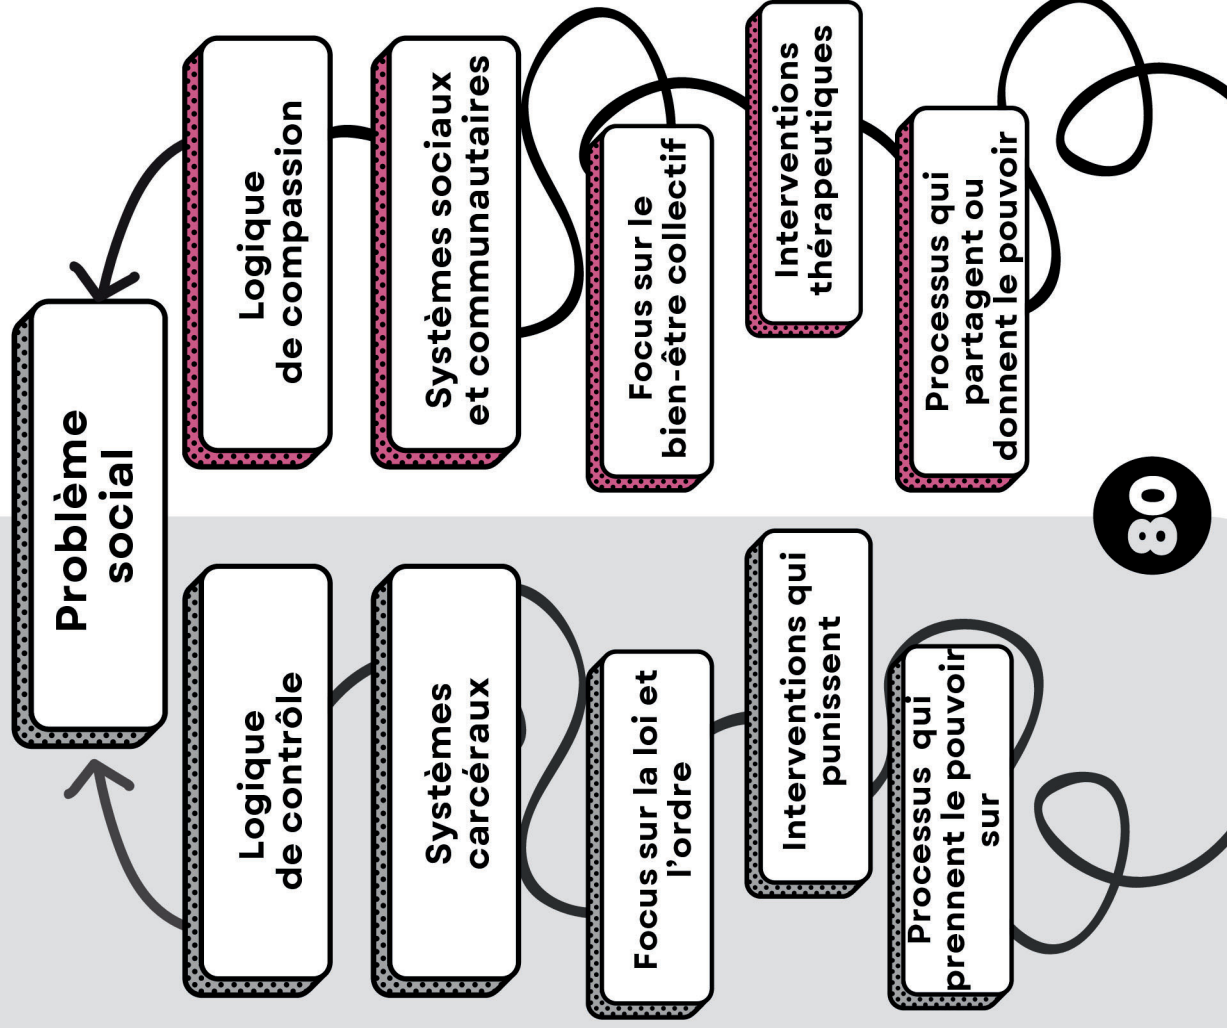 Problème
social
Logique
de contrôle
Logique
de compassion
Systèmes
carcéraux
Systèmes sociaux
et communautaires
Focus sur la loi et
l'ordre
Focus sur le
bien-être collectif
Interventions qui
punissent
Interventions
thérapeutiques
Processus qui
prennent le pouvoir
sur
Processus qui
partagent ou
donnent le pouvoir
80